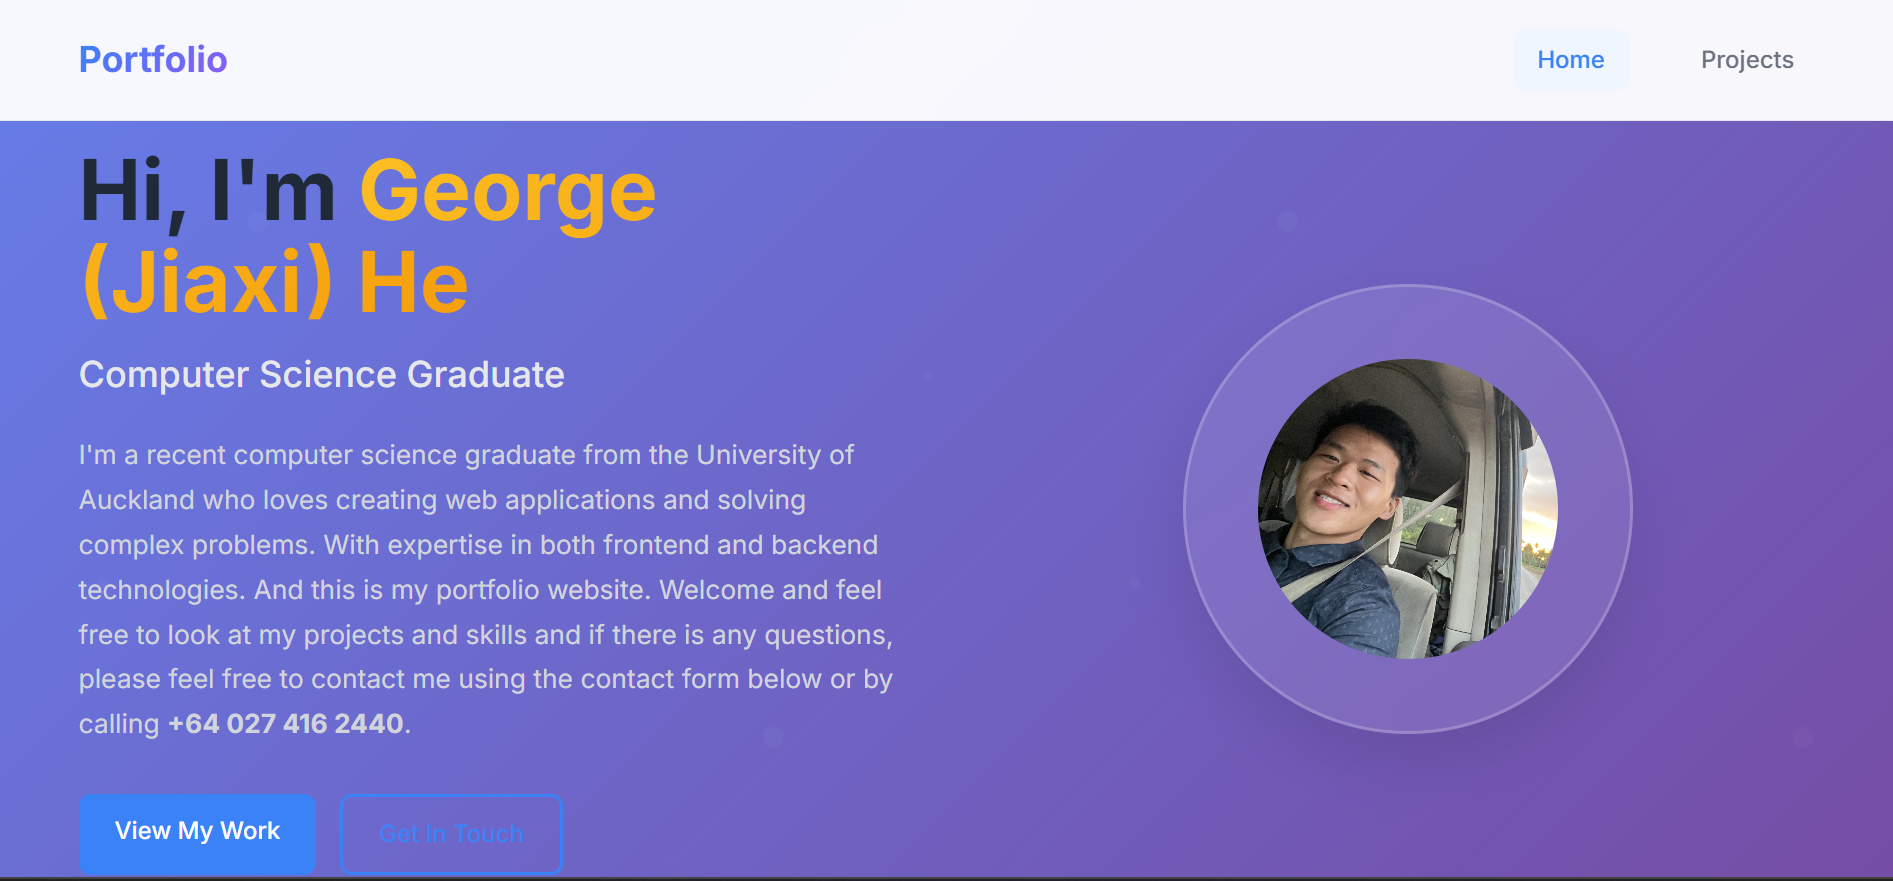 Portfolio
Home
Projects
Hi, I'm George
(Jiaxi) He
Computer Science Graduate
I'm a recent computer science graduate from the University of
Auckland who loves creating web applications and solving
complex problems. With expertise in both frontend and backend
technologies. And this is my portfolio website. Welcome and feel
free to look at my projects and skills and if there is any questions,
please feel free to contact me using the contact form below or by
calling +64 027 416 2440.
View My Work
Get In Touch